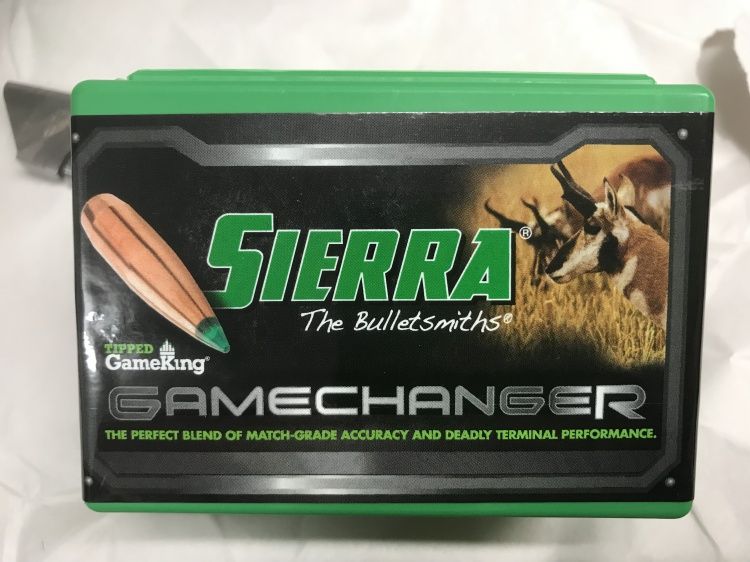 SIERRA®
The Bulletsmiths®
TIPPED
GameKing®
GAMECHANGER
THE PERFECT BLEND OF MATCH-GRADE ACCURACY AND DEADLY TERMINAL PERFORMANCE.